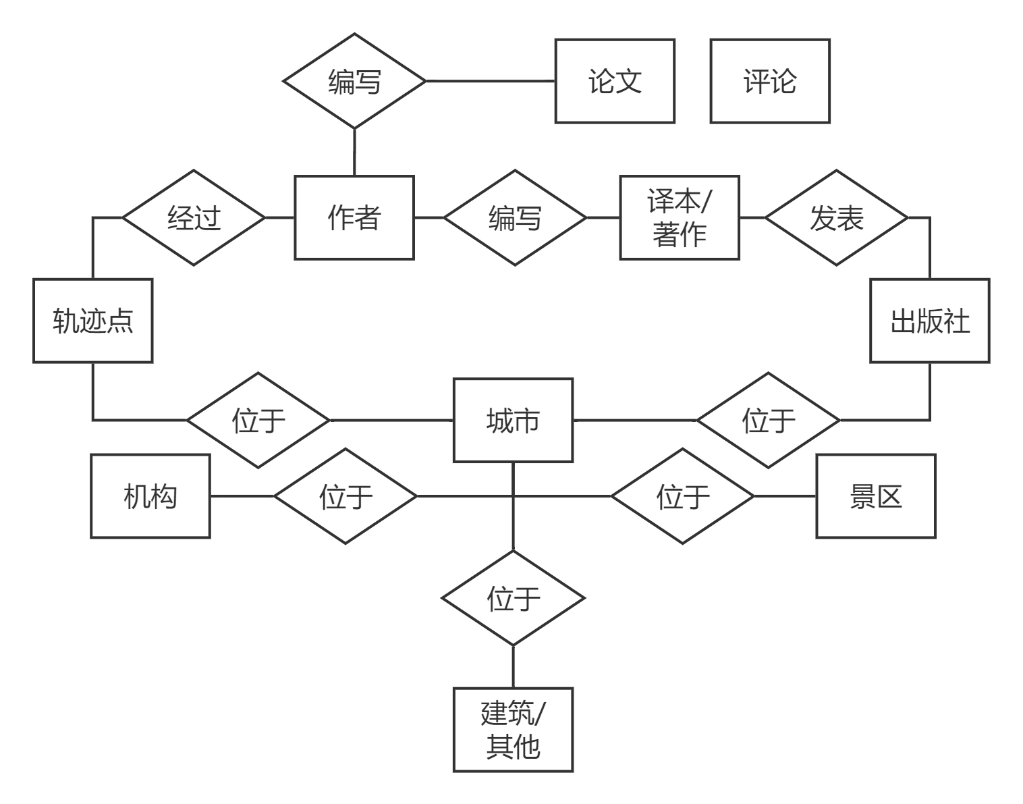 编写
论文
评论
经过
作者
编写
译本/
著作
发表
轨迹点
出版社
位于
城市
位于
机构
位于
位于
景区
位于
建筑/
其他